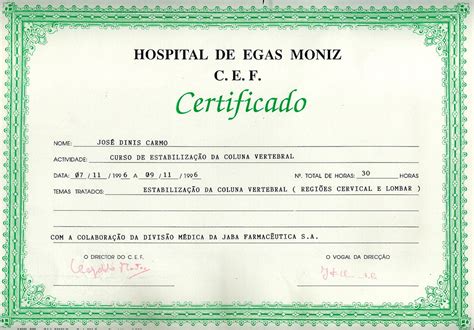 HOSPITAL DE EGAS MONIZ
C. E. F.
Certificado
NOME: JOSÉ DINIS CARMO
ACTIVIDADE: CURSO DE ESTABILIZAÇÃO DA COLUNA VERTEBRAL
DATA: 07/11/1996 A 09/11/1996 Nº. TOTAL DE HORAS: 30
TEMAS TRATADOS: ESTABILIZAÇÃO DA COLUNA VERTEBRAL ( REGIÕES CERVICAL E LOMBAR )
COM A COLABORAÇÃO DA DIVISÃO MÉDICA DA JABA FARMACÊUTICA S.A.
O DIRECTOR DO C.E.F. O VOGAL DA DIRECÇÃO